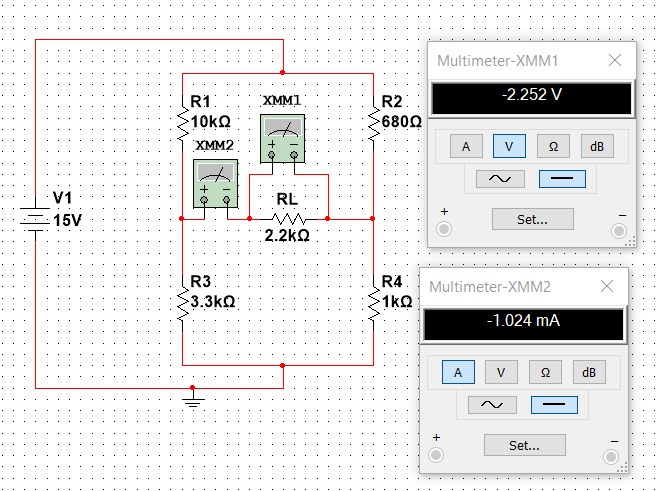 Multimeter-XMM1
-2.252 V
A V Ω dB
Set...
+ −
R1
10kΩ
XMM1
+ −
R2
680Ω
XMM2
+ −
V1
15V
RL
2.2kΩ
R3
3.3kΩ
R4
1kΩ
Multimeter-XMM2
-1.024 mA
A V Ω dB
Set...
+ −